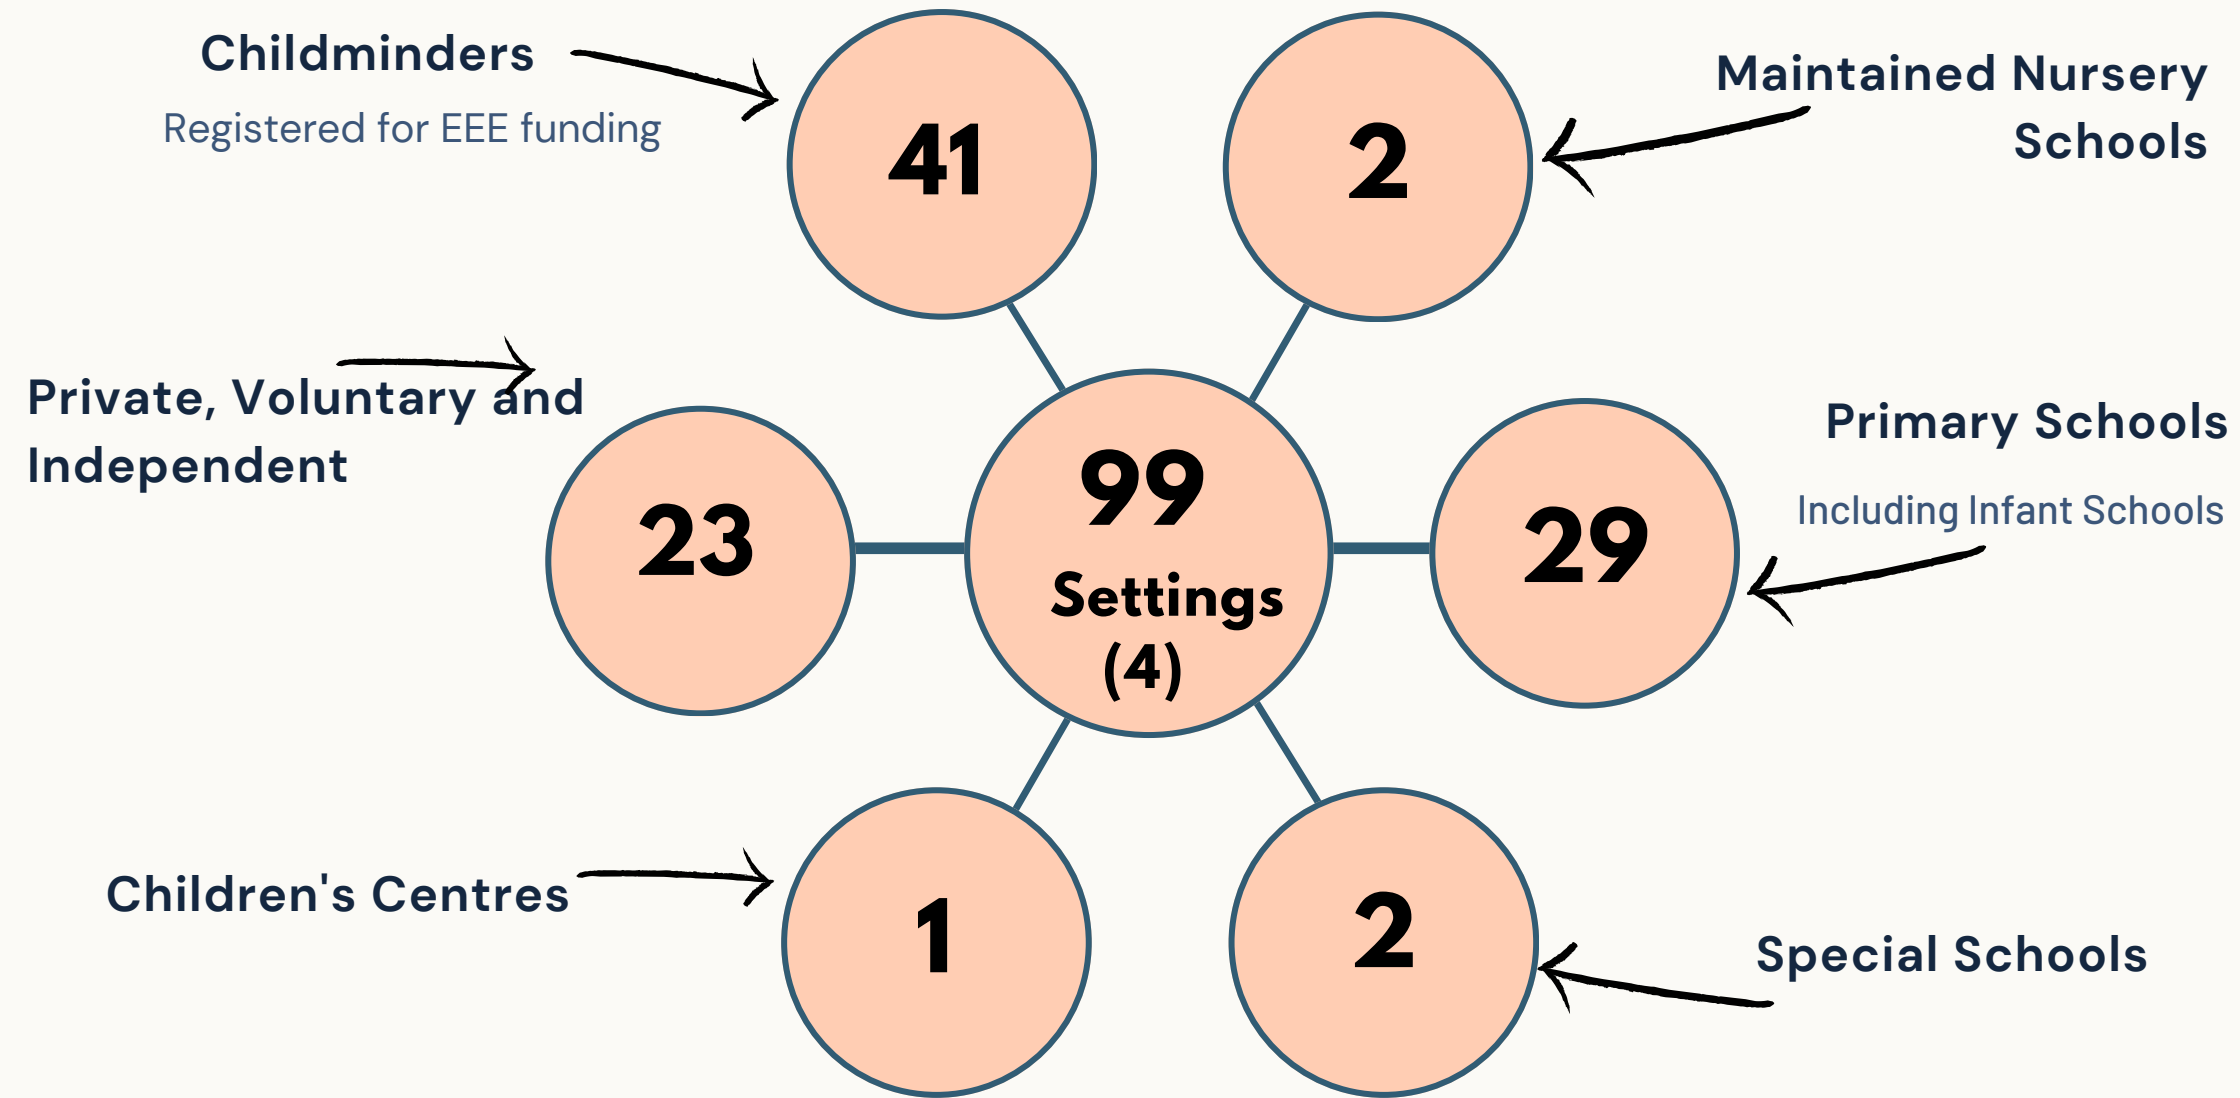 Childminders
Registered for EEE funding
41
2
Maintained Nursery
Schools
Private, Voluntary and
Independent
23
99
Settings
(4)
29
Primary Schools
Including Infant Schools
Children's Centres
1
2
Special Schools